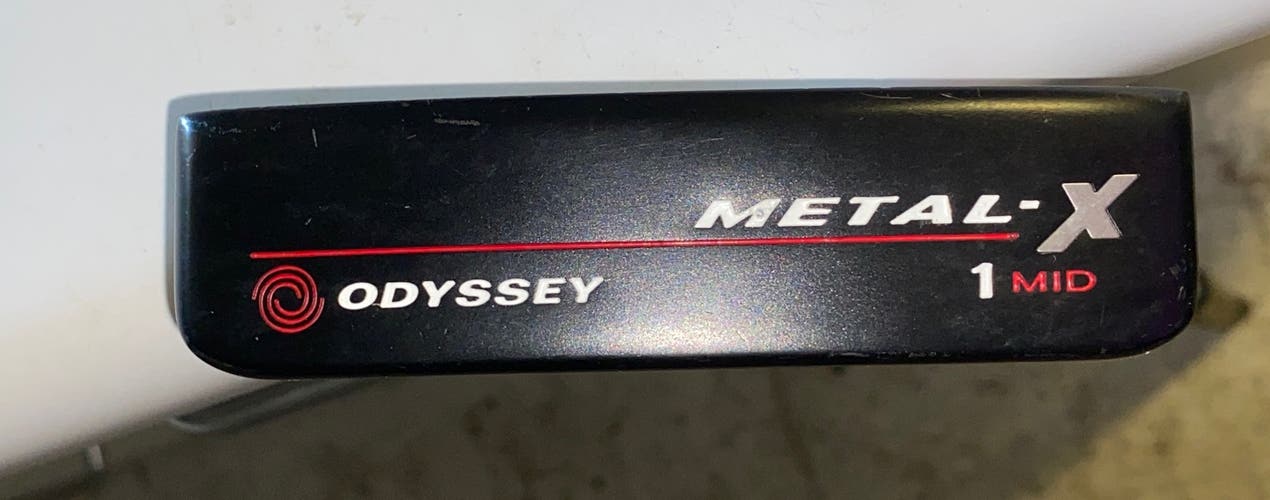 METAL-X
ODYSSEY
1 MID